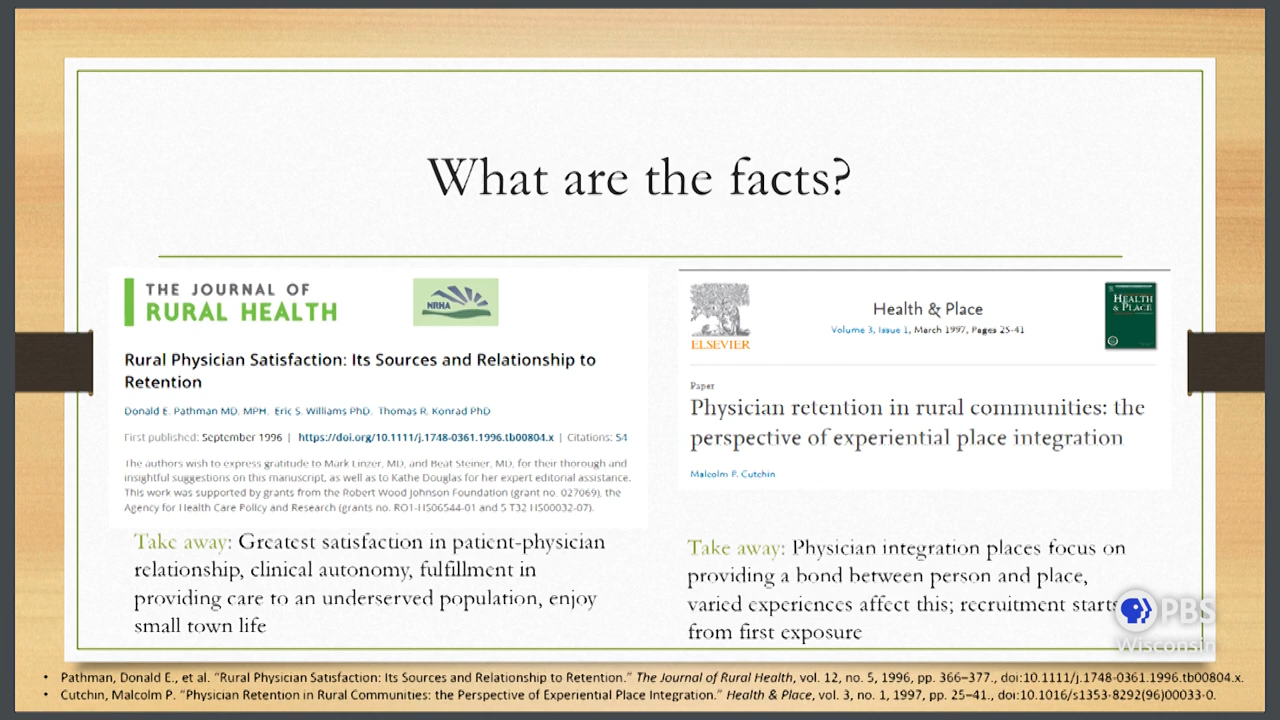 What are the facts?
THE JOURNAL OF
RURAL HEALTH
NRHA
Rural Physician Satisfaction: Its Sources and Relationship to
Retention
Donald E. Pathman MD, MPH, Eric S. Williams PhD, Thomas R. Konrad PhD
First published: September 1996 | https://doi.org/10.1111/j.1748-0361.1996.tb00804.x | Citations: 54
The authors wish to express gratitude to Mark Linzer, MD, and Beat Steiner, MD, for their thorough and
insightful suggestions on this manuscript, as well as to Kathe Douglas for her expert editorial assistance.
This work was supported by grants from the Robert Wood Johnson Foundation (grant no. 027069), the
Agency for Health Care Policy and Research (grants no. RO1-HS06544-01 and 5 T32 HS00032-07).
Take away: Greatest satisfaction in patient-physician
relationship, clinical autonomy, fulfillment in
providing care to an underserved population, enjoy
small town life
ELSEVIER
Health & Place
Volume 3, Issue 1, March 1997, Pages 25-41
HEALTH
& PLACE
Paper
Physician retention in rural communities: the
perspective of experiential place integration
Malcolm P. Cutchin
Take away: Physician integration places focus on
providing a bond between person and place,
varied experiences affect this; recruitment starts
from first exposure
PBS
Wisconsin
• Pathman, Donald E., et al. “Rural Physician Satisfaction: Its Sources and Relationship to Retention.” The Journal of Rural Health, vol. 12, no. 5, 1996, pp. 366–377., doi:10.1111/j.1748-0361.1996.tb00804.x.
• Cutchin, Malcolm P. “Physician Retention in Rural Communities: the Perspective of Experiential Place Integration.” Health & Place, vol. 3, no. 1, 1997, pp. 25–41., doi:10.1016/s1353-8292(96)00033-0.